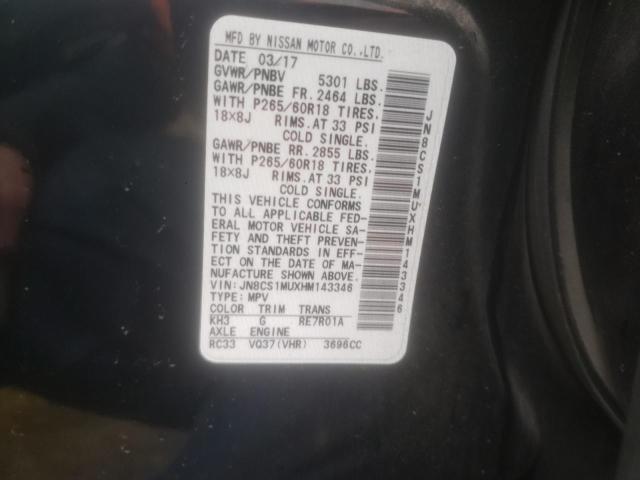 MFD BY NISSAN MOTOR CO.,LTD.
DATE 03/17
GVWR/PNBV 5301 LBS.
GAWR/PNBE FR. 2464 LBS.
WITH P265/60R18 TIRES.
18×8J RIMS. AT 33 PSI
COLD SINGLE.
GAWR/PNBE RR. 2855 LBS.
WITH P265/60R18 TIRES.
18×8J RIMS. AT 33 PSI
COLD SINGLE.
THIS VEHICLE CONFORMS
TO ALL APPLICABLE FED-
ERAL MOTOR VEHICLE SA-
FETY AND THEFT PREVEN-
TION STANDARDS IN EFF-
ECT ON THE DATE OF MA-
NUFACTURE SHOWN ABOVE.
VIN: JN8CS1MUXHM143346
TYPE: MPV
COLOR TRIM TRANS
KH3 G RE7R01A
AXLE ENGINE
RC33 VQ37(VHR) 3696CC
JN8CS1MUXHM143346